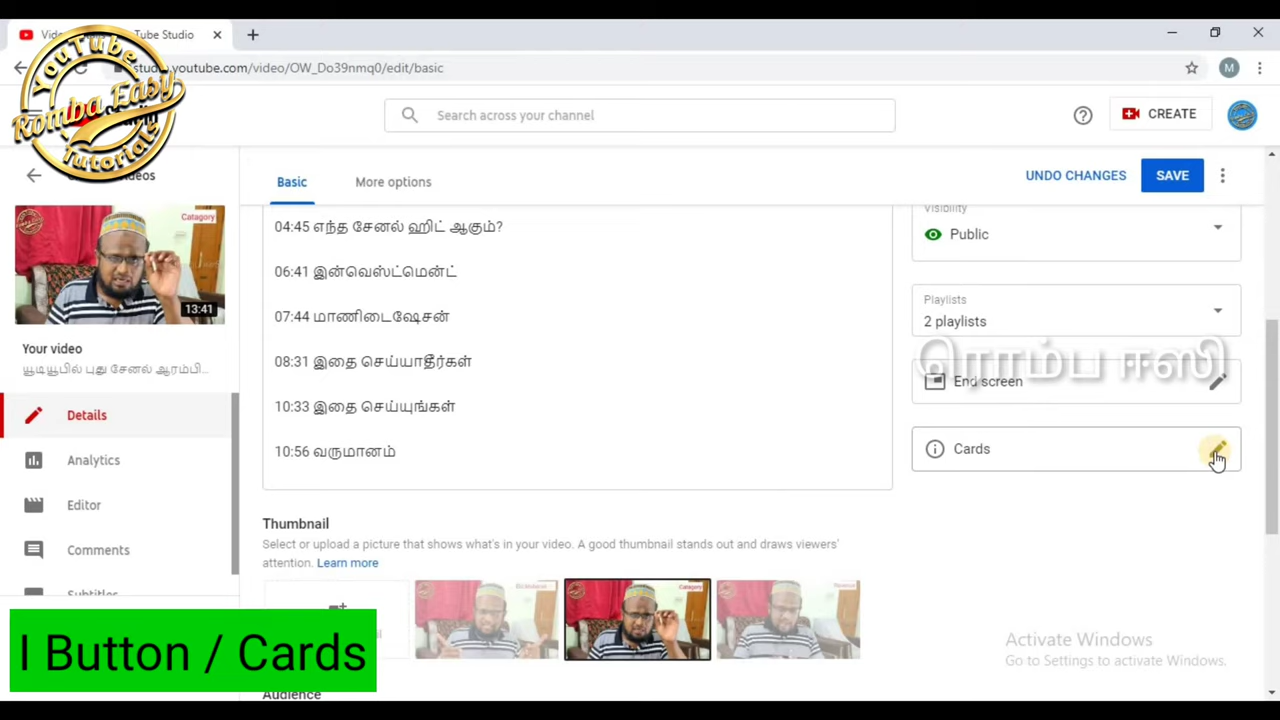 YouTube
Romba Easy
Tutorials
Vide
Tube Studio
studio.youtube.com/video/OW_Do39nmq0/edit/basic
M
Search across your channel
CREATE
Basic
More options
UNDO CHANGES
SAVE
Catagory
13:41
Your video
யூடியூபில் புது சேனல் ஆரம்பி...
Details
Analytics
Editor
Comments
Subtitles
04:45 எந்த சேனல் ஹிட் ஆகும்?
06:41 இன்வெஸ்ட்மென்ட்
07:44 மாணிடைஷேசன்
08:31 இதை செய்யாதீர்கள்
10:33 இதை செய்யுங்கள்
10:56 வருமானம்
Visibility
Public
Playlists
2 playlists
ரொம்ப ஈஸி
End screen
Cards
Thumbnail
Select or upload a picture that shows what's in your video. A good thumbnail stands out and draws viewers'
attention. Learn more
Audience
I Button / Cards
Activate Windows
Go to Settings to activate Windows.